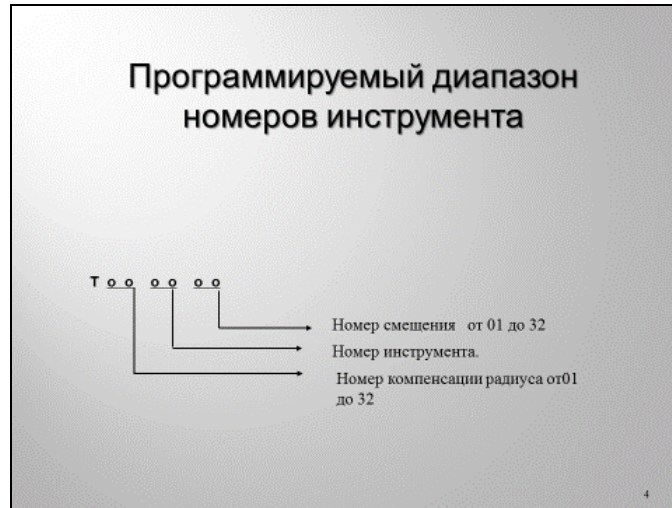 Программируемый диапазон
номеров инструмента
Т о о о о о о
Номер смещения от 01 до 32
Номер инструмента.
Номер компенсации радиуса от01
до 32
4